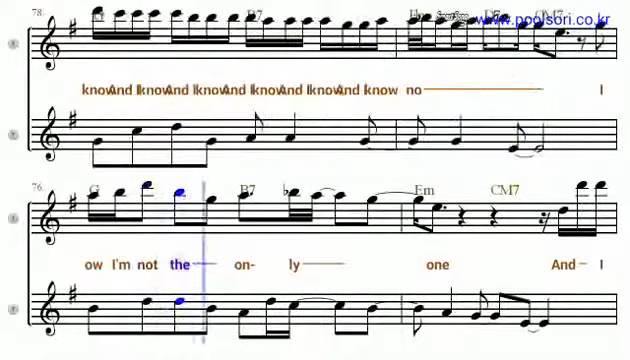 78
B7
www.poolsori.co.kr
knowAnd IknowAnd IknowAnd IknowAnd IknowAnd know no I
76 G B7 Em CM7
ow I'm not the on- ly one And I